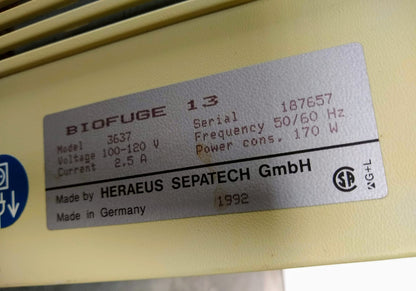 BIOFUGE 13
Model 3637 Serial 187657
Voltage 100-120 V Frequency 50/60 Hz
Current 2.5 A Power cons. 170 W
Made by HERAEUS SEPATECH GmbH
Made in Germany 1992
SA
G+L